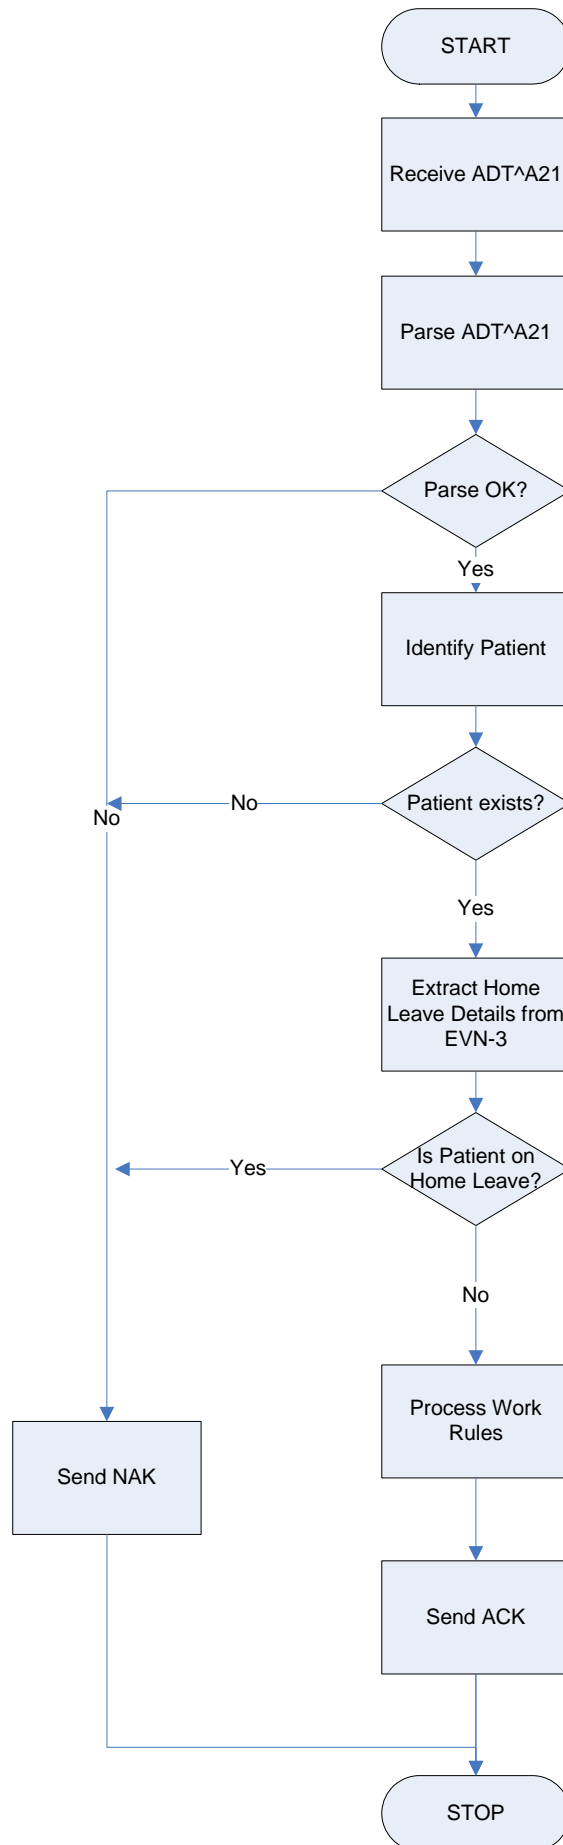 START
Receive ADT^A21
Parse ADT^A21
Parse OK?
Yes
Identify Patient
Patient exists?
No
No
Yes
Extract Home
Leave Details from
EVN-3
Is Patient on
Home Leave?
Yes
No
Process Work
Rules
Send NAK
Send ACK
STOP